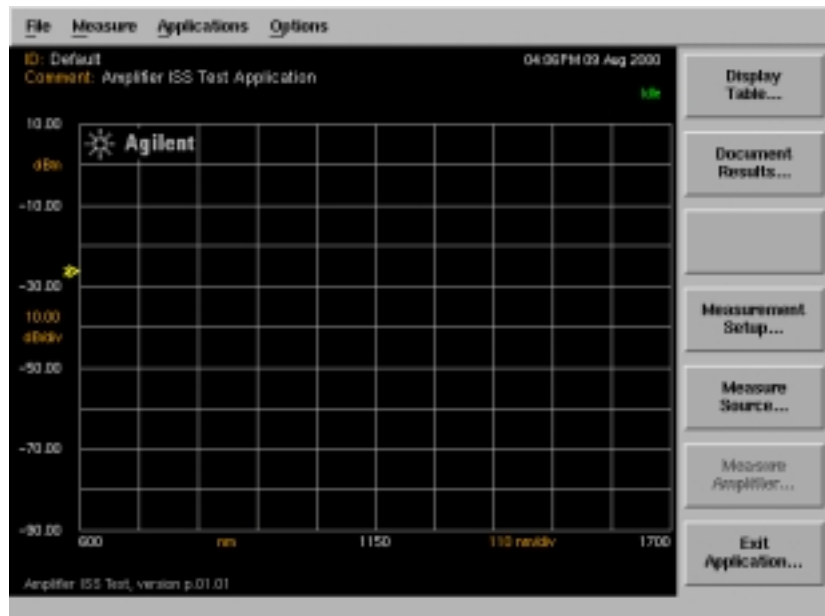 File Measure Applications Options
ID: Default
04:06PM 09 Aug 2000
Comment: Amplifier ISS Test Application
Idle
10.00
Agilent
dBm
-10.00
-30.00
10.00
dB/div
-50.00
-70.00
-90.00
600 nm 1150 110 nm/div 1700
Amplifier ISS Test, version p.01.01
Display
Table...
Document
Results...
Measurement
Setup...
Measure
Source...
Measure
Amplifier...
Exit
Application...